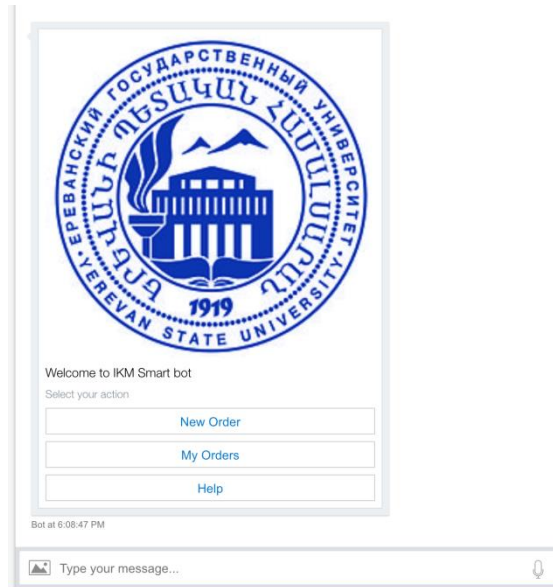 ЕРЕВАНСКИЙ ГОСУДАРСТВЕННЫЙ УНИВЕРСИТЕТ
ԵՐԵՎԱՆԻ ՊԵՏԱԿԱՆ ՀԱՄԱԼՍԱՐԱՆ
1919
YEREVAN STATE UNIVERSITY
Welcome to IKM Smart bot
Select your action
New Order
My Orders
Help
Bot at 6:08:47 PM
Type your message...